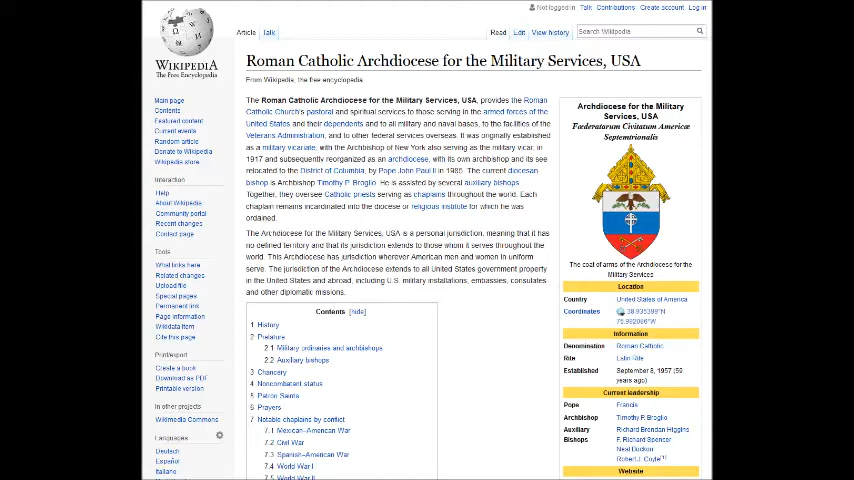 Not logged in Talk Contributions Create account Log in
Article Talk Read Edit View history Search Wikipedia
WIKIPEDIA
The Free Encyclopedia
Main page
Contents
Featured content
Current events
Random article
Donate to Wikipedia
Wikipedia store
Interaction
Help
About Wikipedia
Community portal
Recent changes
Contact page
Tools
What links here
Related changes
Upload file
Special pages
Permanent link
Page information
Wikidata item
Cite this page
Print/export
Create a book
Download as PDF
Printable version
In other projects
Wikimedia Commons
Languages
Deutsch
Español
Italiano
Roman Catholic Archdiocese for the Military Services, USA
From Wikipedia, the free encyclopedia
The Roman Catholic Archdiocese for the Military Services, USA, provides the Roman
Catholic Church's pastoral and spiritual services to those serving in the armed forces of the
United States and their dependents and to all military and naval bases, to the facilities of the
Veterans Administration, and to other federal services overseas. It was originally established
as a military vicariate, with the Archbishop of New York also serving as the military vicar, in
1917 and subsequently reorganized as an archdiocese, with its own archbishop and its see
relocated to the District of Columbia, by Pope John Paul II in 1985. The current diocesan
bishop is Archbishop Timothy P. Broglio. He is assisted by several auxiliary bishops
Together, they oversee Catholic priests serving as chaplains throughout the world. Each
chaplain remains incardinated into the diocese or religious institute for which he was
ordained.
The Archdiocese for the Military Services, USA is a personal jurisdiction, meaning that it has
no defined territory and that its jurisdiction extends to those whom it serves throughout the
world. This Archdiocese has jurisdiction wherever American men and women in uniform
serve. The jurisdiction of the Archdiocese extends to all United States government property
in the United States and abroad, including U.S. military installations, embassies, consulates
and other diplomatic missions.
Contents [hide]
1 History
2 Prelature
2.1 Military ordinaries and archbishops
2.2 Auxiliary bishops
3 Chancery
4 Noncombatant status
5 Patron Saints
6 Prayers
7 Notable chaplains by conflict
7.1 Mexican–American War
7.2 Civil War
7.3 Spanish–American War
7.4 World War I
7.5 World War II
Archdiocese for the Military
Services, USA
Fœderatarum Civitatum Americæ
Septemtrionalis
The coat of arms of the Archdiocese for the
Military Services
Location
Country United States of America
Coordinates 38.935389°N
76.992086°W
Information
Denomination Roman Catholic
Rite Latin Rite
Established September 8, 1957 (59
years ago)
Current leadership
Pope Francis
Archbishop Timothy P. Broglio
Auxiliary Richard Brendan Higgins
Bishops F. Richard Spencer
Neal Buckon
Robert J. Coyle[1]
Website